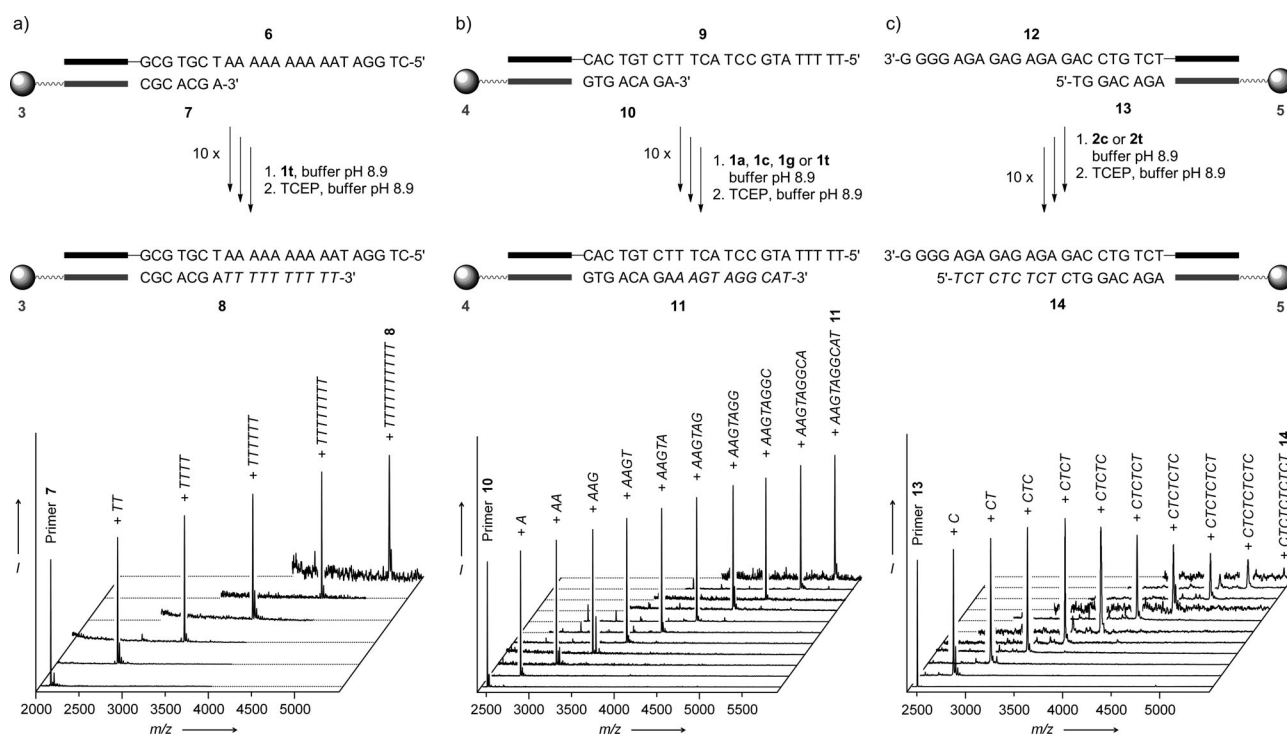 a)
6
GCG TGC T AA AAA AAA AAT AGG TC-5'
CGC ACG A-3'
3
7
10 x
1. 1t, buffer pH 8.9
2. TCEP, buffer pH 8.9
GCG TGC T AA AAA AAA AAT AGG TC-5'
CGC ACG ATT TTT TTT TT-3'
3
8
Primer 7
+ TT
+ TTTT
+ TTTTTT
+ TTTTTTTT
+ TTTTTTTTTT 8
I
2000 2500 3000 3500 4000 4500 5000
m/z
b)
9
CAC TGT CTT TCA TCC GTA TTT TT-5'
GTG ACA GA-3'
4
10
10 x
1. 1a, 1c, 1g or 1t
buffer pH 8.9
2. TCEP, buffer pH 8.9
CAC TGT CTT TCA TCC GTA TTT TT-5'
GTG ACA GAA AGT AGG CAT-3'
4
11
Primer 10
+ A
+ AA
+ AAG
+ AAGT
+ AAGTA
+ AAGTAG
+ AAGTAGG
+ AAGTAGGC
+ AAGTAGGCA
+ AAGTAGGCAT 11
I
2500 3000 3500 4000 4500 5000 5500
m/z
c)
12
3'-G GGG AGA GAG AGA GAC CTG TCT
5'-TG GAC AGA
5
13
10 x
1. 2c or 2t
buffer pH 8.9
2. TCEP, buffer pH 8.9
3'-G GGG AGA GAG AGA GAC CTG TCT
5'-TCT CTC TCT CTG GAC AGA
5
14
Primer 13
+ C
+ CT
+ CTC
+ CTCT
+ CTCTC
+ CTCTCT
+ CTCTCTC
+ CTCTCTCT
+ CTCTCTCTC
+ CTCTCTCTCT 14
I
2500 3000 3500 4000 4500 5000
m/z